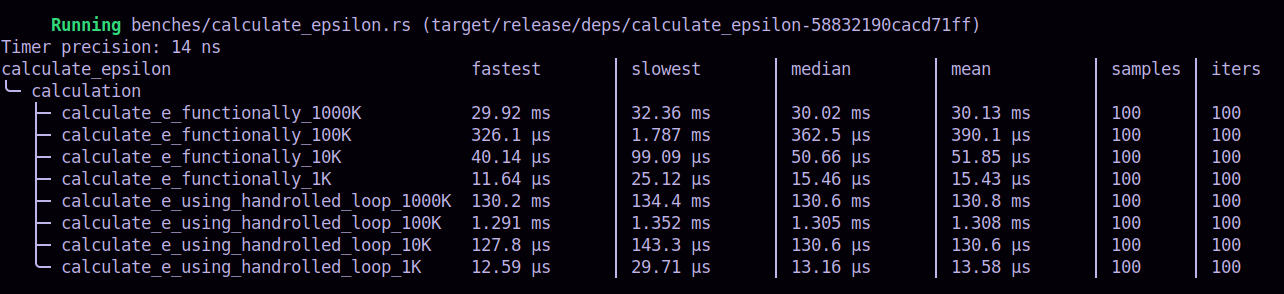 Running benches/calculate_epsilon.rs (target/release/deps/calculate_epsilon-58832190cacd71ff)
Timer precision: 14 ns
calculate_epsilon fastest │ slowest │ median │ mean │ samples │ iters
╰─ calculation │ │ │ │ │
├─ calculate_e_functionally_1000K 29.92 ms │ 32.36 ms │ 30.02 ms │ 30.13 ms │ 100 │ 100
├─ calculate_e_functionally_100K 326.1 µs │ 1.787 ms │ 362.5 µs │ 390.1 µs │ 100 │ 100
├─ calculate_e_functionally_10K 40.14 µs │ 99.09 µs │ 50.66 µs │ 51.85 µs │ 100 │ 100
├─ calculate_e_functionally_1K 11.64 µs │ 25.12 µs │ 15.46 µs │ 15.43 µs │ 100 │ 100
├─ calculate_e_using_handrolled_loop_1000K 130.2 ms │ 134.4 ms │ 130.6 ms │ 130.8 ms │ 100 │ 100
├─ calculate_e_using_handrolled_loop_100K 1.291 ms │ 1.352 ms │ 1.305 ms │ 1.308 ms │ 100 │ 100
├─ calculate_e_using_handrolled_loop_10K 127.8 µs │ 143.3 µs │ 130.6 µs │ 130.6 µs │ 100 │ 100
╰─ calculate_e_using_handrolled_loop_1K 12.59 µs │ 29.71 µs │ 13.16 µs │ 13.58 µs │ 100 │ 100